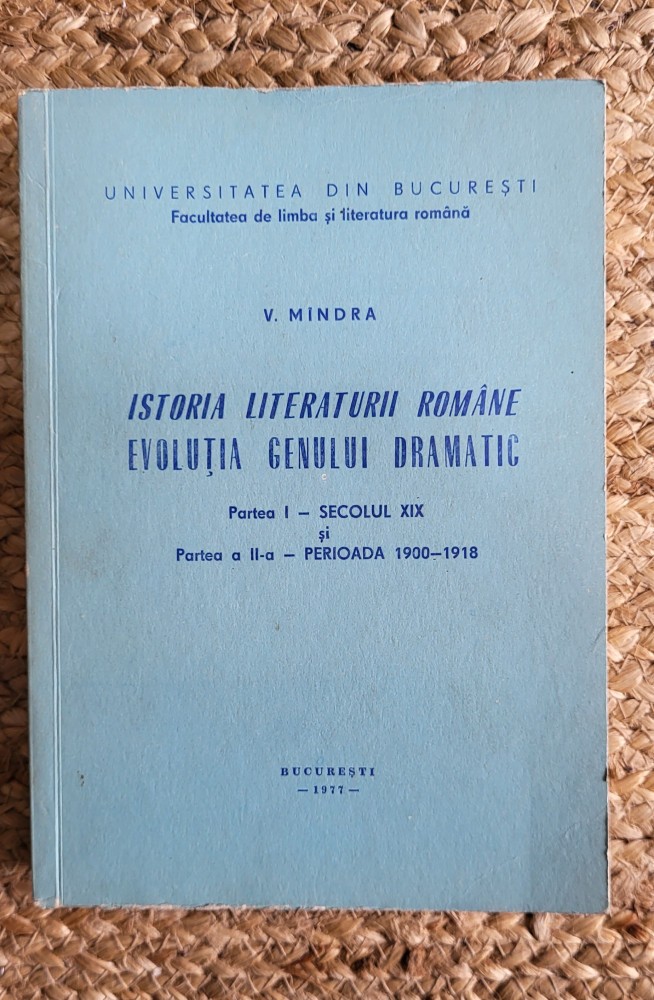 UNIVERSITATEA DIN BUCUREȘTI
Facultatea de limba și literatura română
V. MÎNDRA
ISTORIA LITERATURII ROMÂNE
EVOLUȚIA GENULUI DRAMATIC
Partea I – SECOLUL XIX
și
Partea a II-a – PERIOADA 1900–1918
BUCUREȘTI
— 1977 —